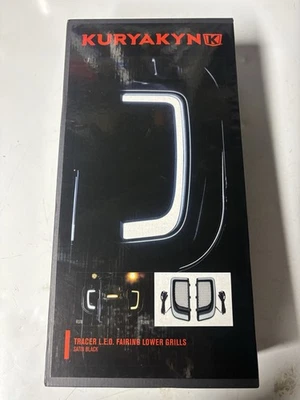 KURYAKYN K
TRACER L.E.D. FAIRING LOWER GRILLS
SATIN BLACK